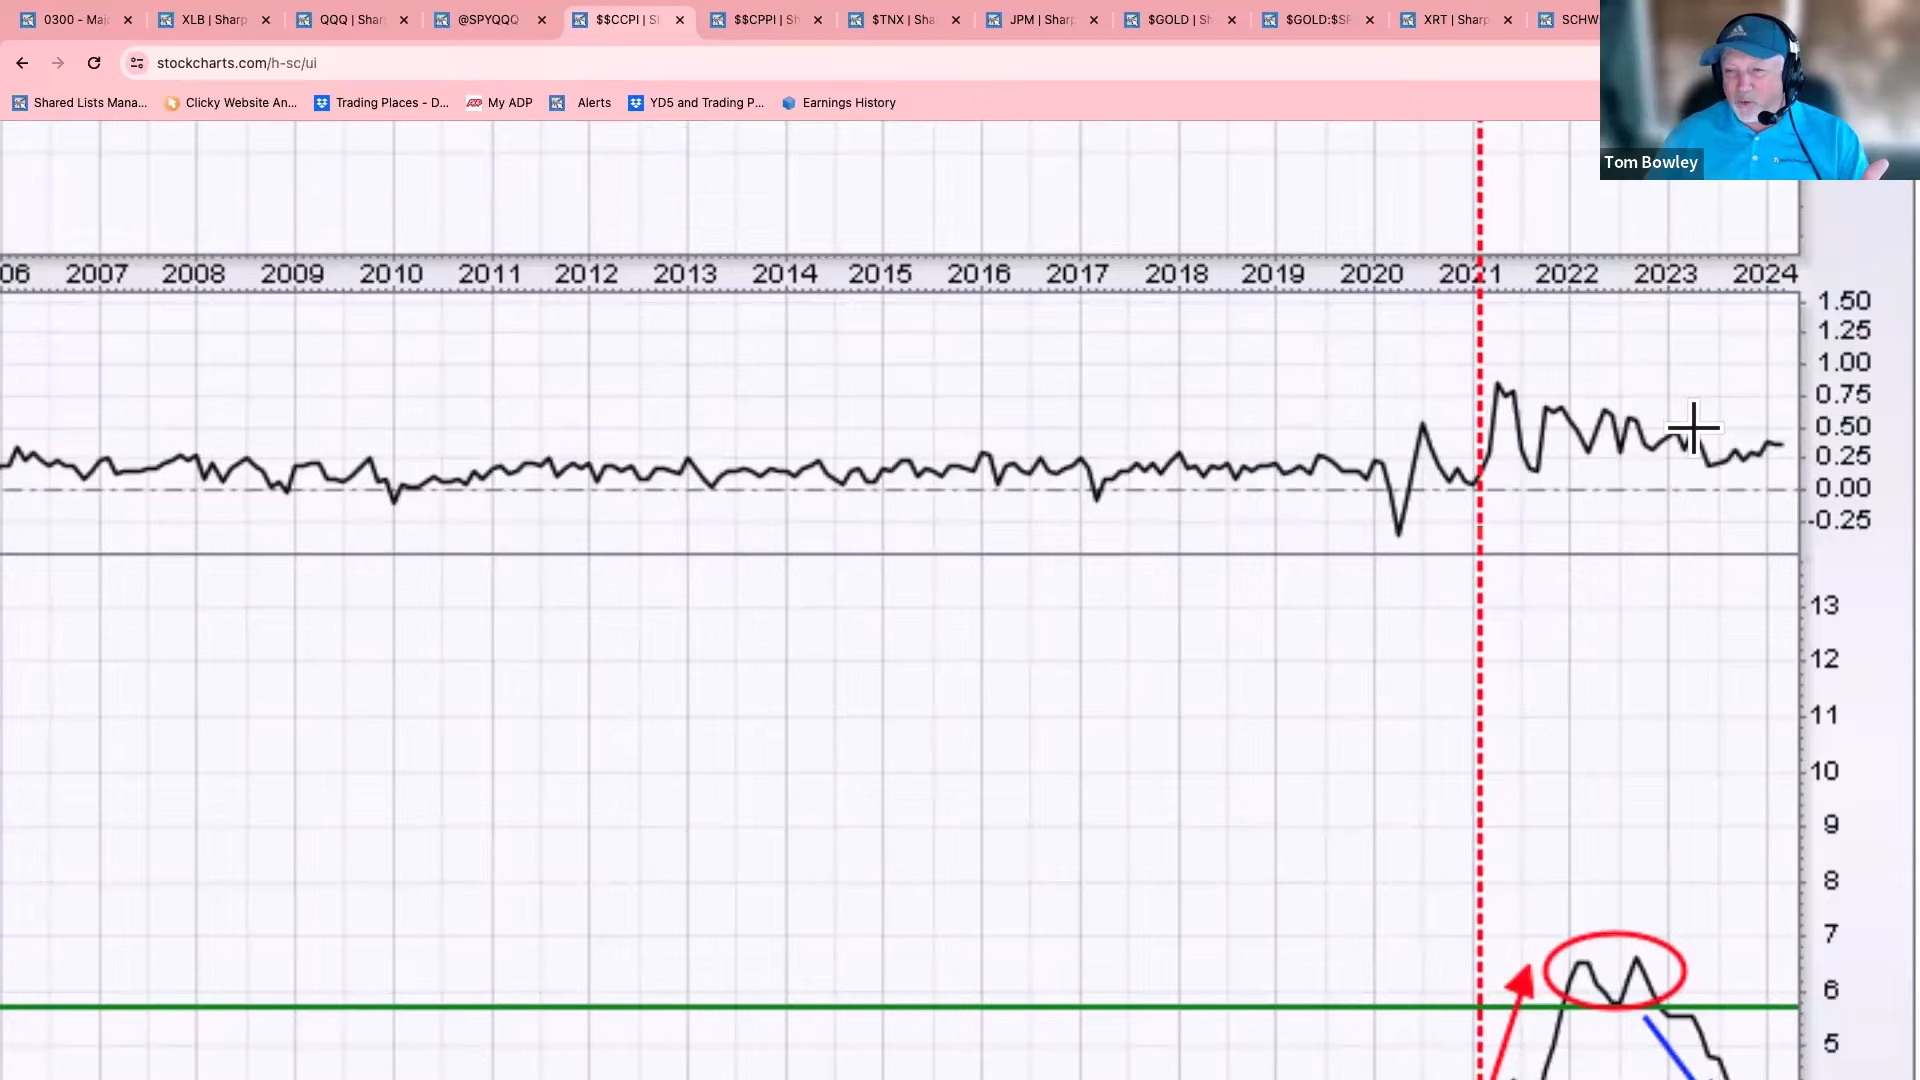 0300 - Maj
XLB | Sharp
QQQ | Shar
@SPYQQQ
$$CCPI | S
$$CPPI | Sh
$TNX | Sha
JPM | Sharp
$GOLD | Sh
$GOLD:$SP
XRT | Sharp
SCHW
stockcharts.com/h-sc/ui
Shared Lists Mana...
Clicky Website An...
Trading Places - D...
ADP My ADP
Alerts
YD5 and Trading P...
Earnings History
Tom Bowley
06 2007 2008 2009 2010 2011 2012 2013 2014 2015 2016 2017 2018 2019 2020 2021 2022 2023 2024
1.50
1.25
1.00
0.75
0.50
0.25
0.00
-0.25
13
12
11
10
9
8
7
6
5